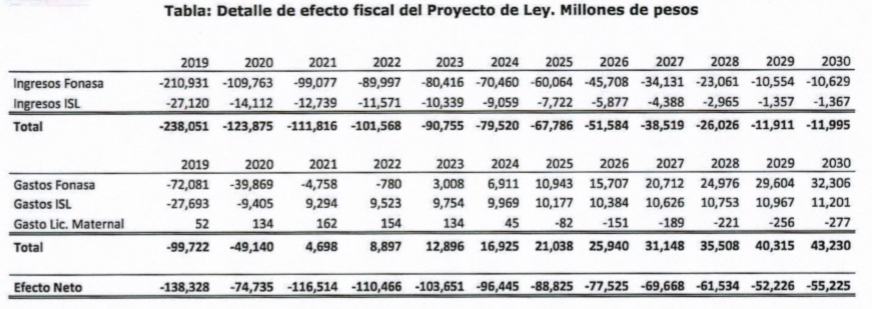 Tabla: Detalle de efecto fiscal del Proyecto de Ley. Millones de pesos
2019 2020 2021 2022 2023 2024 2025 2026 2027 2028 2029 2030
Ingresos Fonasa -210,931 -109,763 -99,077 -89,997 -80,416 -70,460 -60,064 -45,708 -34,131 -23,061 -10,554 -10,629
Ingresos ISL -27,120 -14,112 -12,739 -11,571 -10,339 -9,059 -7,722 -5,877 -4,388 -2,965 -1,357 -1,367
Total -238,051 -123,875 -111,816 -101,568 -90,755 -79,520 -67,786 -51,584 -38,519 -26,026 -11,911 -11,995
2019 2020 2021 2022 2023 2024 2025 2026 2027 2028 2029 2030
Gastos Fonasa -72,081 -39,869 -4,758 -780 3,008 6,911 10,943 15,707 20,712 24,976 29,604 32,306
Gastos ISL -27,693 -9,405 9,294 9,523 9,754 9,969 10,177 10,384 10,626 10,753 10,967 11,201
Gasto Lic. Maternal 52 134 162 154 134 45 -82 -151 -189 -221 -256 -277
Total -99,722 -49,140 4,698 8,897 12,896 16,925 21,038 25,940 31,148 35,508 40,315 43,230
Efecto Neto -138,328 -74,735 -116,514 -110,466 -103,651 -96,445 -88,825 -77,525 -69,668 -61,534 -52,226 -55,225